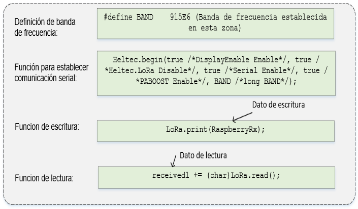 Definición de banda
de frecuencia:
#define BAND 915E6 (Banda de frecuencia establecida
en esta zona)
Función para establecer
comunicación serial:
Heltec.begin(true /*DisplayEnable Enable*/, true /
*Heltec.LoRa Disable*/, true /*Serial Enable*/, true /
*PABOOST Enable*/, BAND /*long BAND*/);
Dato de escritura
Funcion de escritura:
LoRa.print(RaspberryRx);
Dato de lectura
Funcion de lectura:
received1 += (char)LoRa.read();